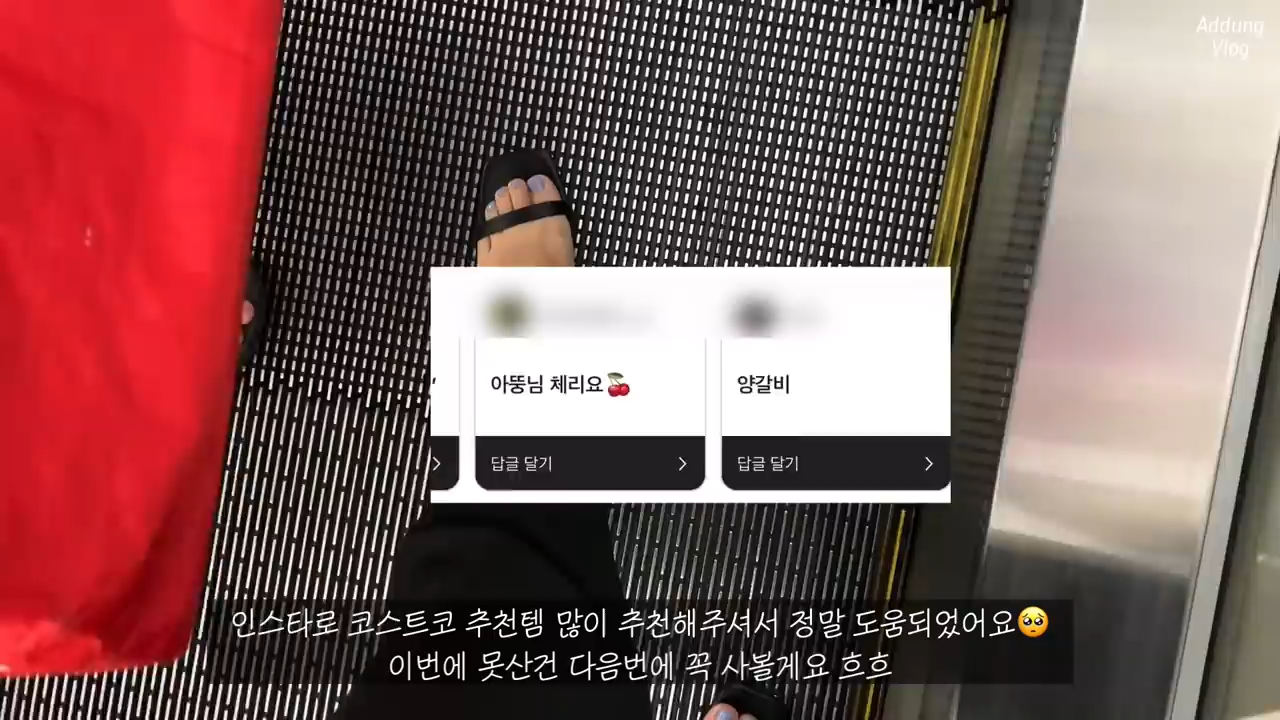 Addung
Vlog
아뚱님 체리요🍒
양갈비
답글 달기
답글 달기
인스타로 코스트코 추천템 많이 추천해주셔서 정말 도움되었어요🥺
이번에 못산건 다음번에 꼭 사볼게요 흐흐